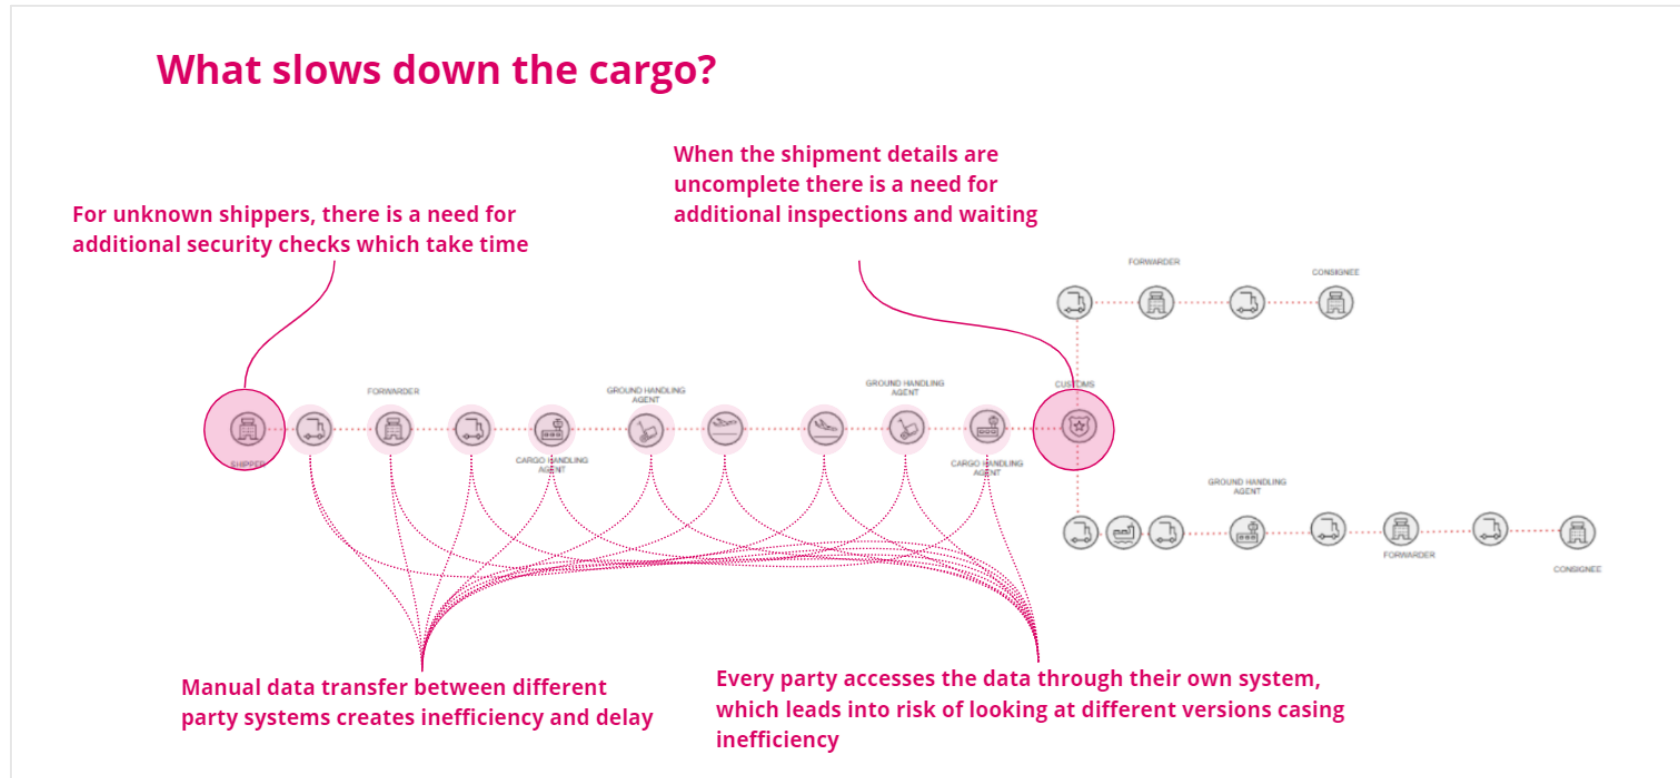 What slows down the cargo?
When the shipment details are
uncomplete there is a need for
additional inspections and waiting
For unknown shippers, there is a need for
additional security checks which take time
FORWARDER
CONSIGNEE
CUSTOMS
FORWARDER
GROUND HANDLING
AGENT
GROUND HANDLING
AGENT
SHIPPER
CARGO HANDLING
AGENT
CARGO HANDLING
AGENT
GROUND HANDLING
AGENT
FORWARDER
CONSIGNEE
Manual data transfer between different
party systems creates inefficiency and delay
Every party accesses the data through their own system,
which leads into risk of looking at different versions casing
inefficiency